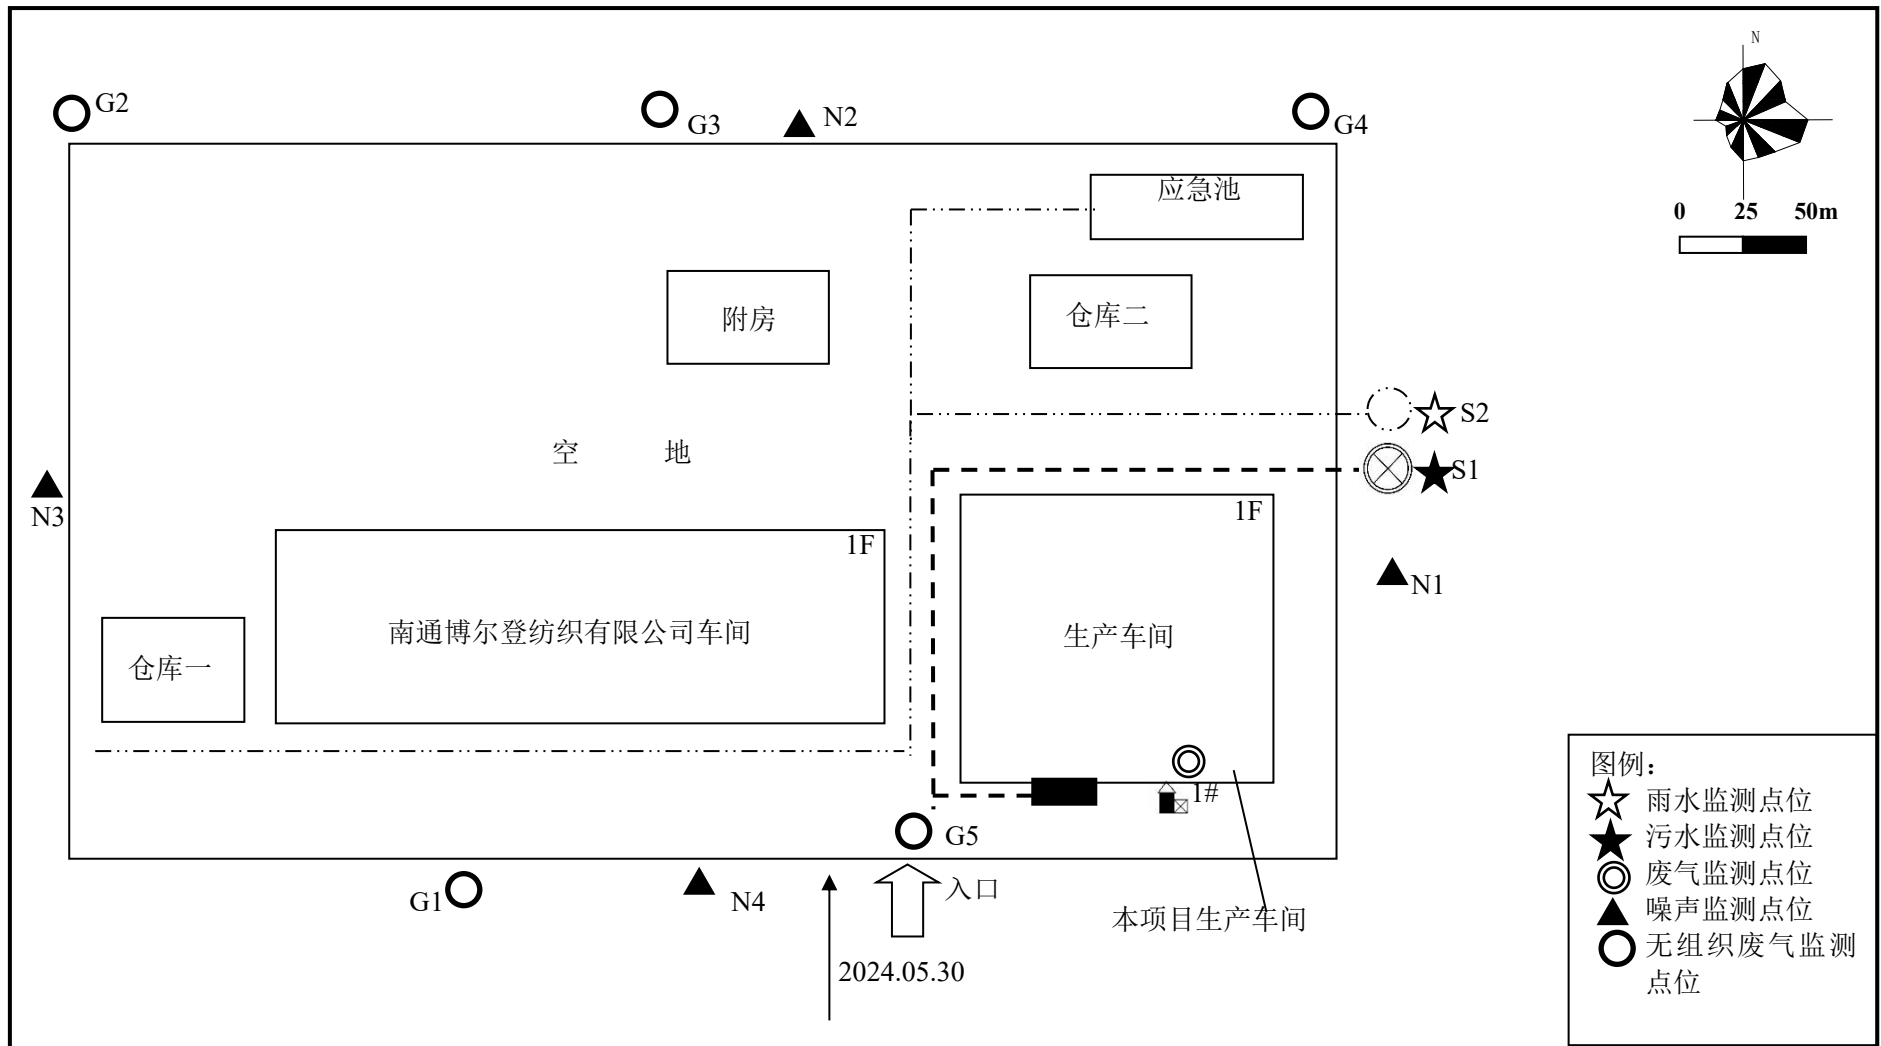 N
G2
G3
N2
G4
应急池
0 25 50m
附房
仓库二
S2
空 地
S1
N3
1F
1F
N1
南通博尔登纺织有限公司车间
生产车间
仓库一
1#
G5
G1
N4
入口
本项目生产车间
2024.05.30
图例：
雨水监测点位
污水监测点位
废气监测点位
噪声监测点位
无组织废气监测
点位